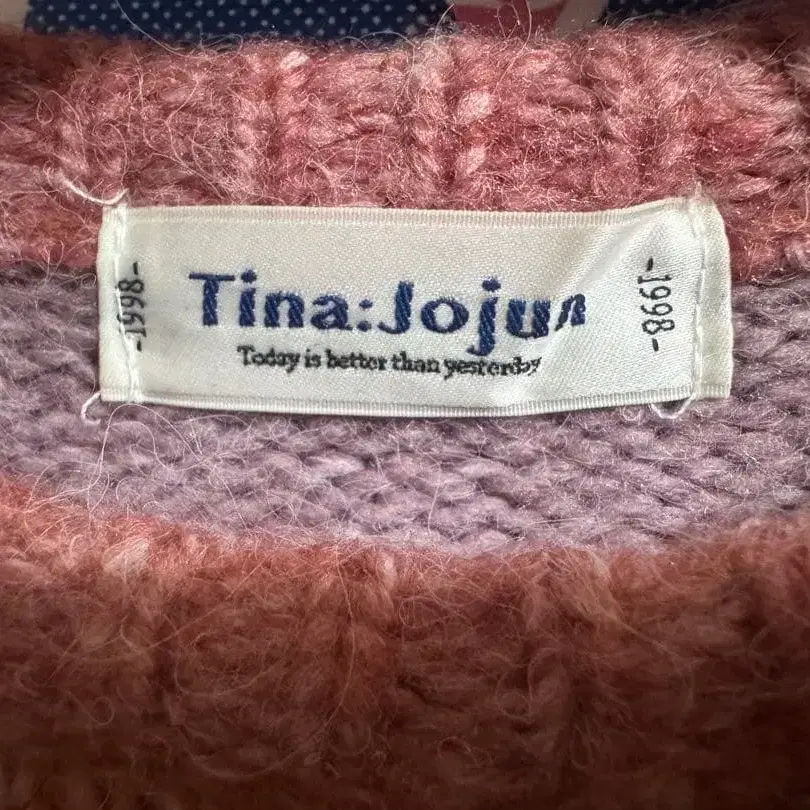 -1998-
Tina:Jojun
Today is better than yesterday
-1998-